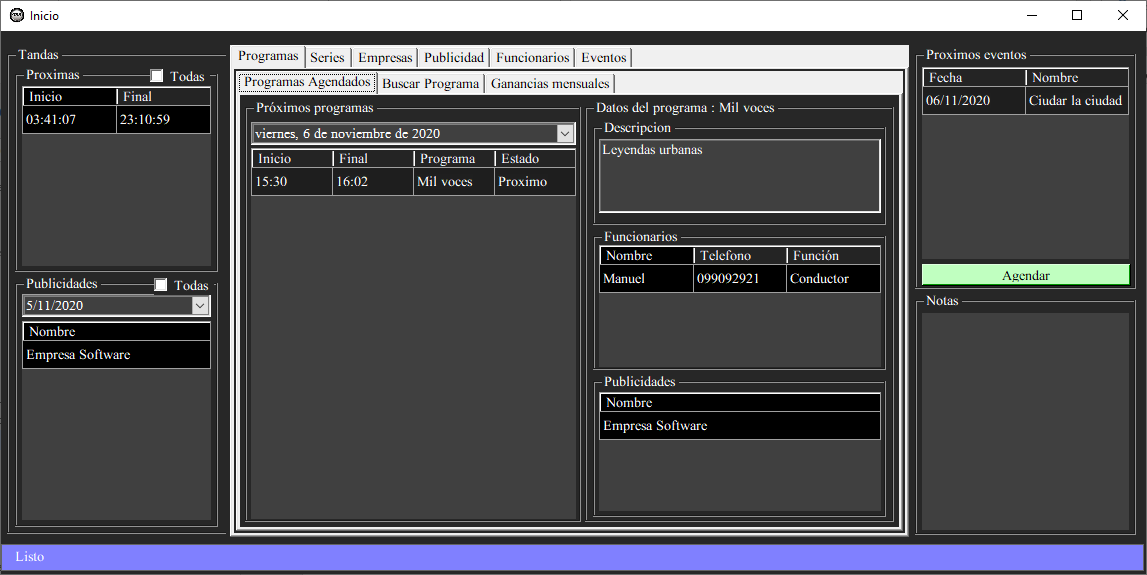 Inicio
Tandas
Proximas
Todas
Inicio Final
03:41:07 23:10:59
Publicidades
Todas
5/11/2020
Nombre
Empresa Software
Programas Series Empresas Publicidad Funcionarios Eventos
Programas Agendados Buscar Programa Ganancias mensuales
Próximos programas
viernes, 6 de noviembre de 2020
Inicio Final Programa Estado
15:30 16:02 Mil voces Proximo
Datos del programa : Mil voces
Descripcion
Leyendas urbanas
Funcionarios
Nombre Telefono Función
Manuel 099092921 Conductor
Publicidades
Nombre
Empresa Software
Proximos eventos
Fecha Nombre
06/11/2020 Ciudar la ciudad
Agendar
Notas
Listo